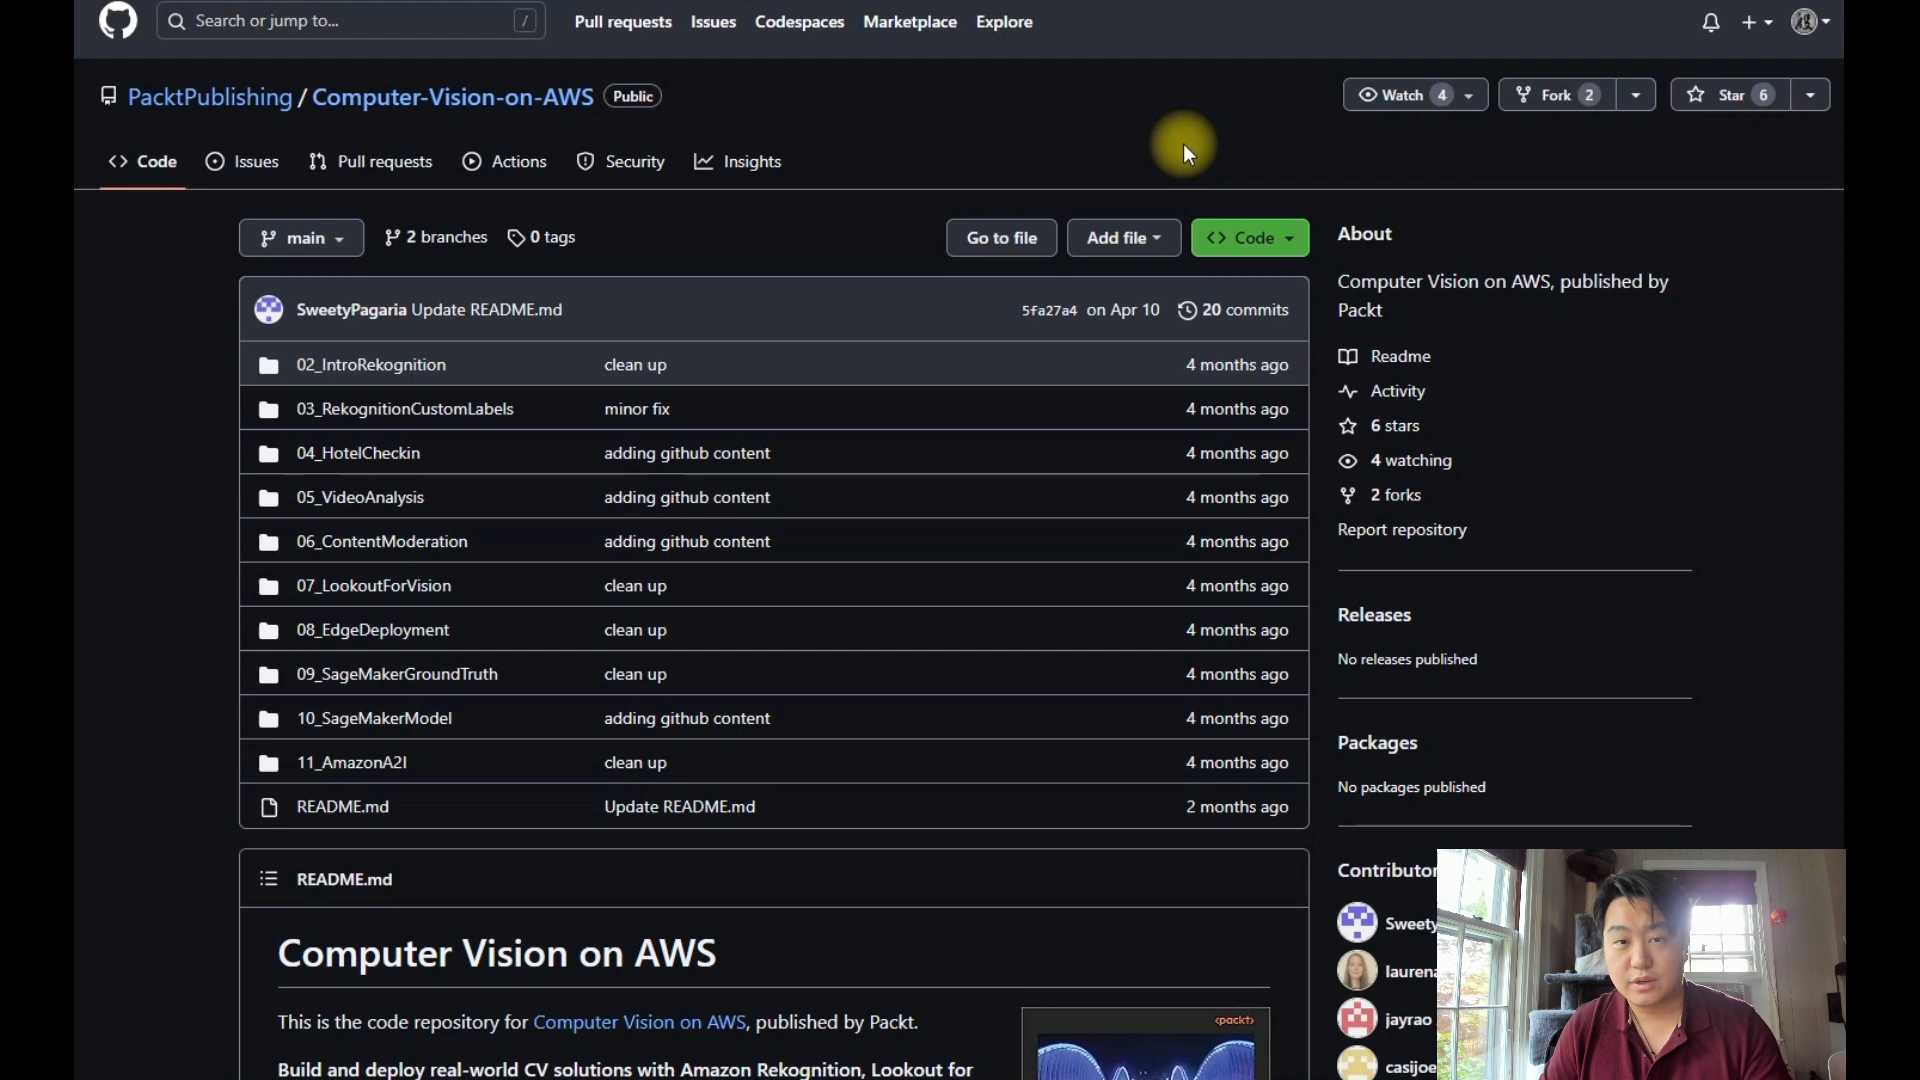 Search or jump to... /
Pull requests Issues Codespaces Marketplace Explore
PacktPublishing / Computer-Vision-on-AWS Public
Watch 4 Fork 2 Star 6
Code Issues Pull requests Actions Security Insights
main 2 branches 0 tags Go to file Add file Code
SweetyPagaria Update README.md 5fa27a4 on Apr 10 20 commits
02_IntroRekognition clean up 4 months ago
03_RekognitionCustomLabels minor fix 4 months ago
04_HotelCheckin adding github content 4 months ago
05_VideoAnalysis adding github content 4 months ago
06_ContentModeration adding github content 4 months ago
07_LookoutForVision clean up 4 months ago
08_EdgeDeployment clean up 4 months ago
09_SageMakerGroundTruth clean up 4 months ago
10_SageMakerModel adding github content 4 months ago
11_AmazonA2I clean up 4 months ago
README.md Update README.md 2 months ago
README.md
Computer Vision on AWS
This is the code repository for Computer Vision on AWS, published by Packt.
<packt>
Build and deploy real-world CV solutions with Amazon Rekognition, Lookout for
About
Computer Vision on AWS, published by
Packt
Readme
Activity
6 stars
4 watching
2 forks
Report repository
Releases
No releases published
Packages
No packages published
Contributor
Sweety
laurena
jayrao
casijoe